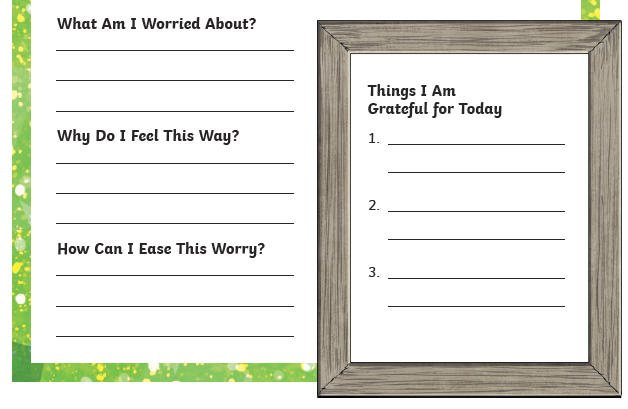 What Am I Worried About?
Why Do I Feel This Way?
How Can I Ease This Worry?
Things I Am
Grateful for Today
1.
2.
3.